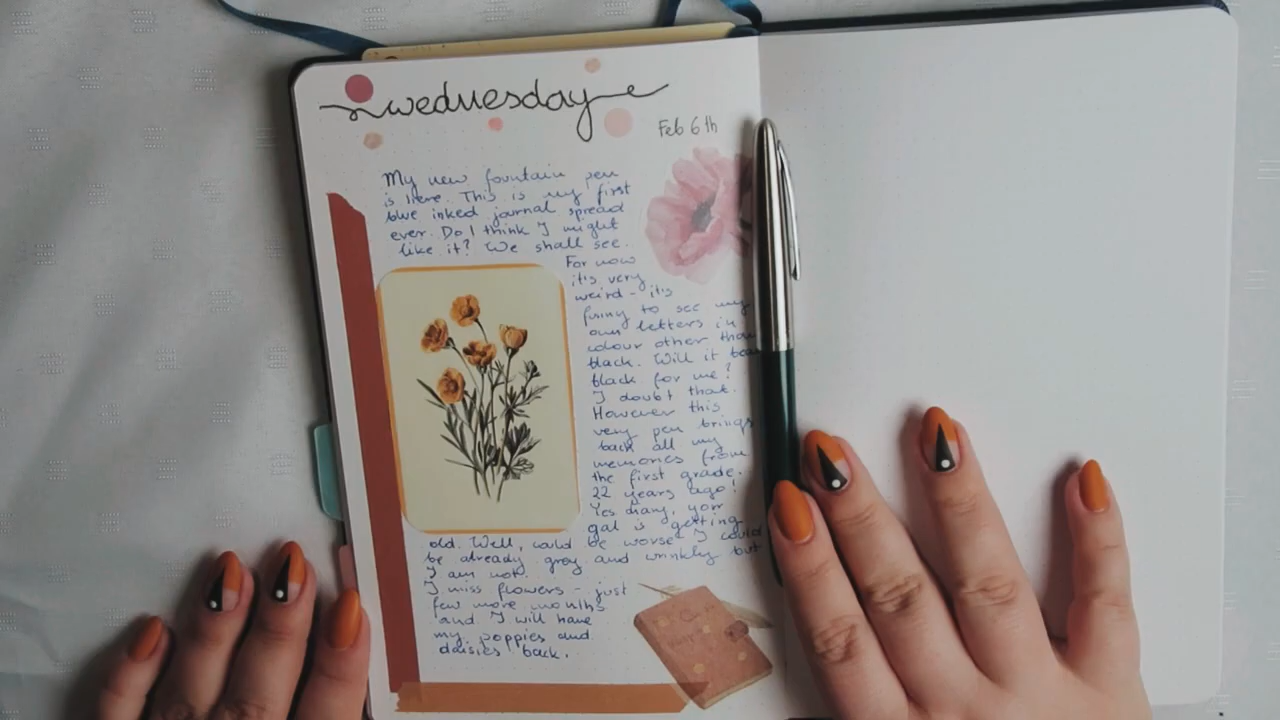 wednesday
Feb 6th
My new fountain pen
is here. This is my first
blue inked journal spread
ever. Do I think I might
like it? We shall see.
For now
it's very
weird - it's
funny to see my
own letters in
colour other than
black. Will it beat
black for me?
I doubt that.
However this
very pen brings
back all my
memories from
the first grade.
22 years ago!
Yes diary, your
gal is getting
old. Well, could be worse I could
be already grey and wrinkly but
I am not.
I miss flowers - just
few more months
and I will have
my poppies and
daisies back.